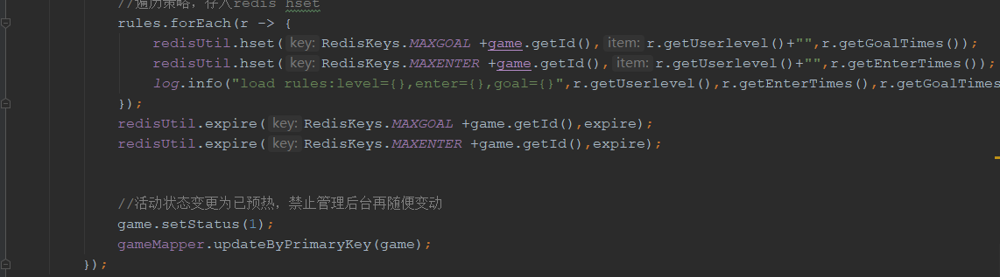 //遍历策略，存入redis hset
rules.forEach(r -> {
redisUtil.hset( key: RedisKeys.MAXGOAL +game.getId(), item: r.getUserlevel()+"",r.getGoalTimes());
redisUtil.hset( key: RedisKeys.MAXENTER +game.getId(), item: r.getUserlevel()+"",r.getEnterTimes());
log.info("load rules:level={},enter={},goal={}",r.getUserlevel(),r.getEnterTimes(),r.getGoalTimes
});
redisUtil.expire( key: RedisKeys.MAXGOAL +game.getId(),expire);
redisUtil.expire( key: RedisKeys.MAXENTER +game.getId(),expire);
//活动状态变更为已预热，禁止管理后台再随便变动
game.setStatus(1);
gameMapper.updateByPrimaryKey(game);
});